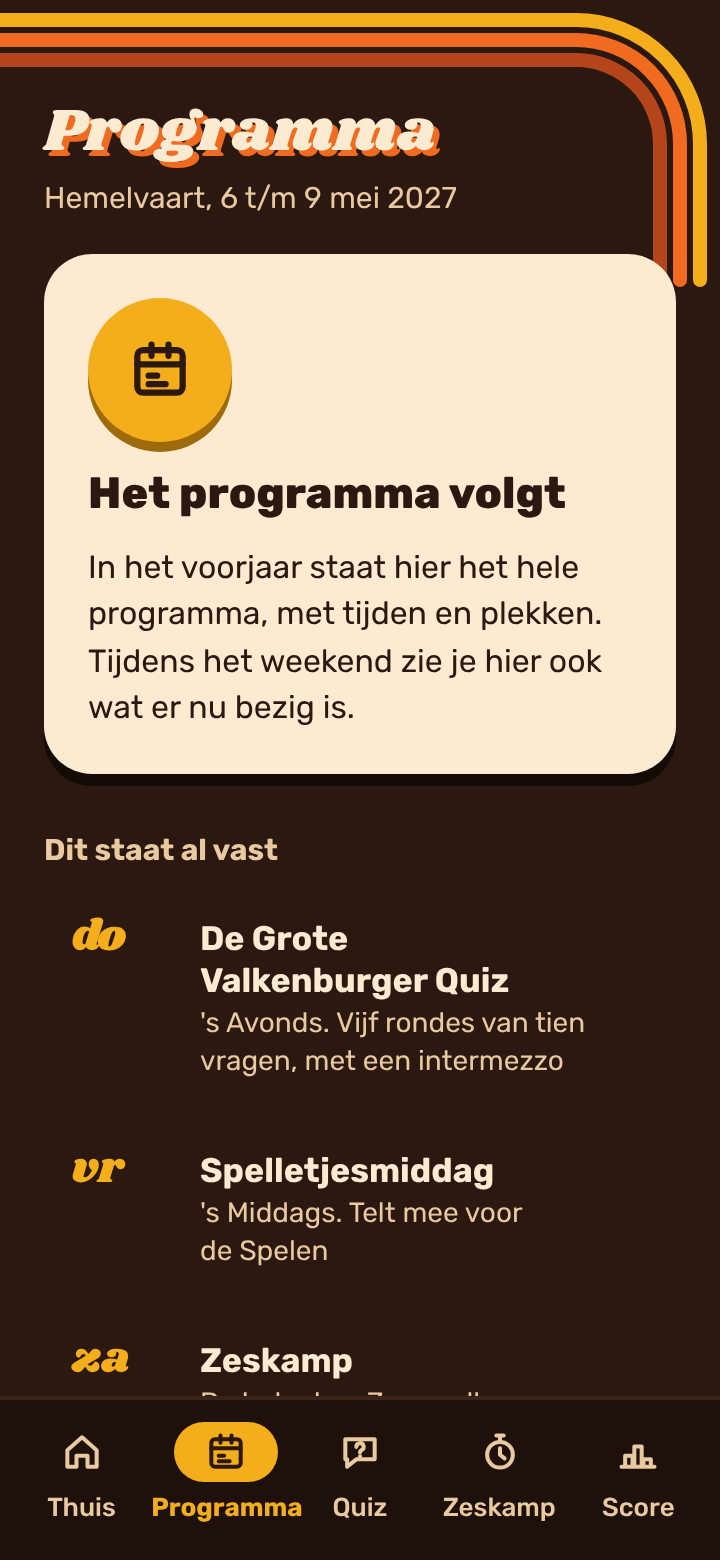 Programma
Hemelvaart, 6 t/m 9 mei 2027
Het programma volgt
In het voorjaar staat hier het hele
programma, met tijden en plekken.
Tijdens het weekend zie je hier ook
wat er nu bezig is.
Dit staat al vast
do
De Grote
Valkenburger Quiz
's Avonds. Vijf rondes van tien
vragen, met een intermezzo
vr
Spelletjesmiddag
's Middags. Telt mee voor
de Spelen
za
Zeskamp
Thuis
Programma
Quiz
Zeskamp
Score